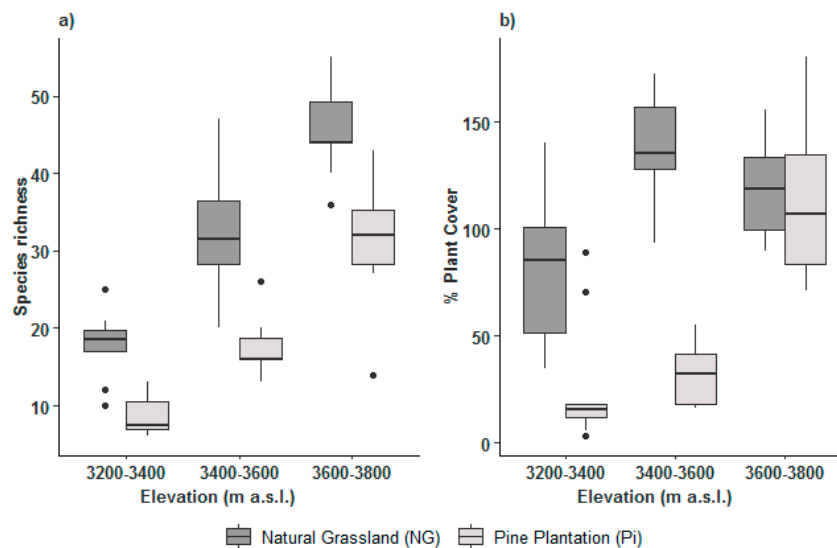 a)
Species richness
50
40
30
20
10
3200-3400
3400-3600
3600-3800
Elevation (m a.s.l.)
b)
% Plant Cover
150
100
50
0
3200-3400
3400-3600
3600-3800
Elevation (m a.s.l.)
Natural Grassland (NG)
Pine Plantation (Pi)